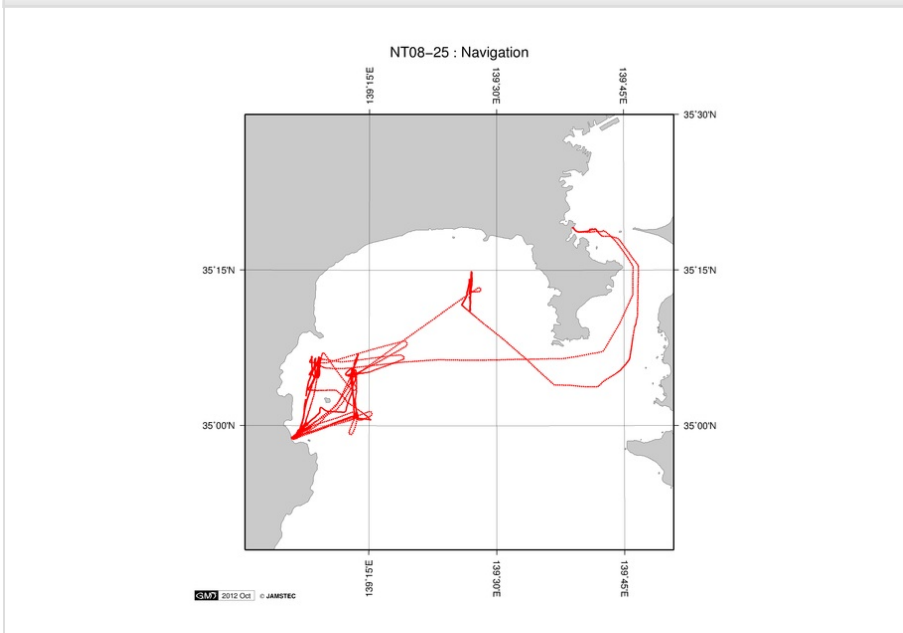 NT08−25 : Navigation
139˚15'E
139˚30'E
139˚45'E
35˚30'N
35˚15'N
35˚15'N
35˚00'N
35˚00'N
139˚15'E
139˚30'E
139˚45'E
GMT 2012 Oct © JAMSTEC